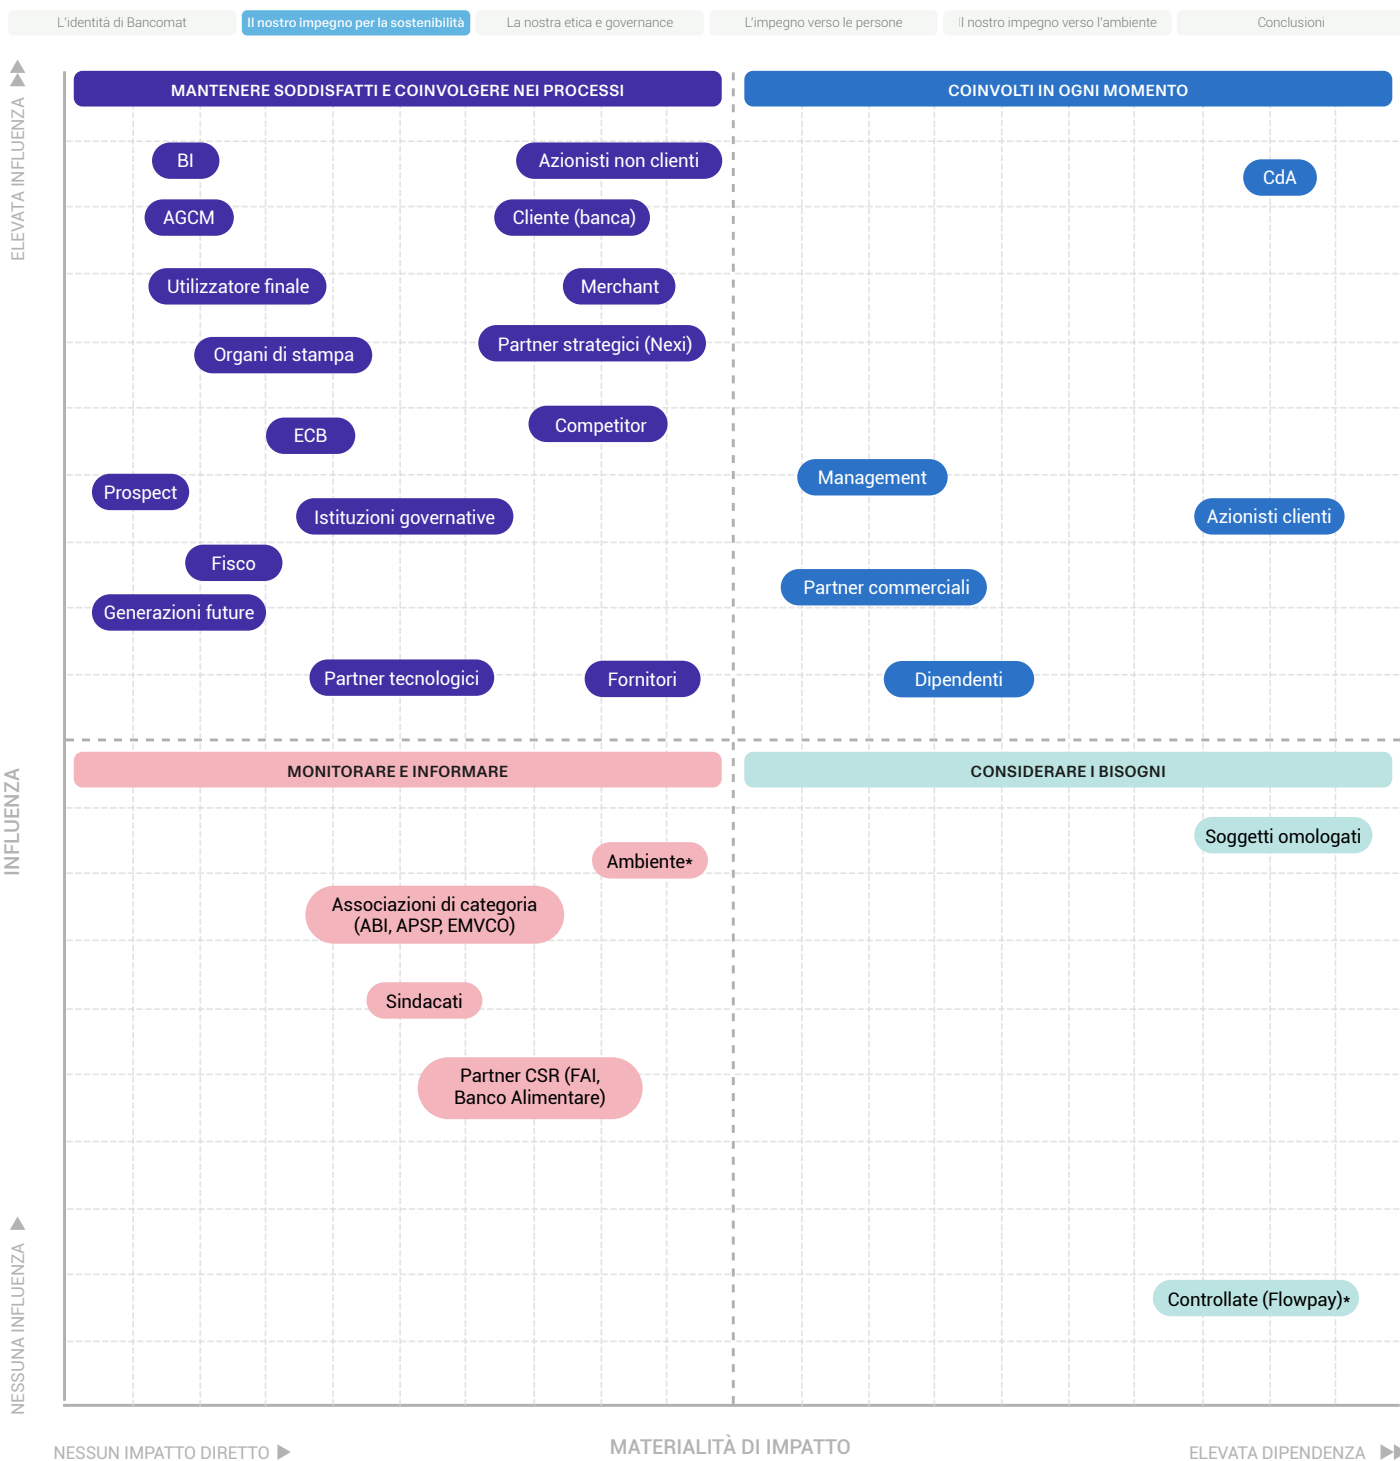 L'identità di Bancomat
Il nostro impegno per la sostenibilità
La nostra etica e governance
L'impegno verso le persone
Il nostro impegno verso l'ambiente
Conclusioni
ELEVATA INFLUENZA
MANTENERE SODDISFATTI E COINVOLGERE NEI PROCESSI
BI
Azionisti non clienti
AGCM
Cliente (banca)
Utilizzatore finale
Merchant
Partner strategici (Nexi)
Organi di stampa
Competitor
ECB
Prospect
Istituzioni governative
Fisco
Generazioni future
Partner tecnologici
Fornitori
COINVOLTI IN OGNI MOMENTO
CdA
Management
Azionisti clienti
Partner commerciali
Dipendenti
INFLUENZA
MONITORARE E INFORMARE
Ambiente*
Associazioni di categoria
(ABI, APSP, EMVCO)
Sindacati
Partner CSR (FAI,
Banco Alimentare)
CONSIDERARE I BISOGNI
Soggetti omologati
Controllate (Flowpay)*
NESSUNA INFLUENZA
NESSUN IMPATTO DIRETTO
MATERIALITÀ DI IMPATTO
ELEVATA DIPENDENZA